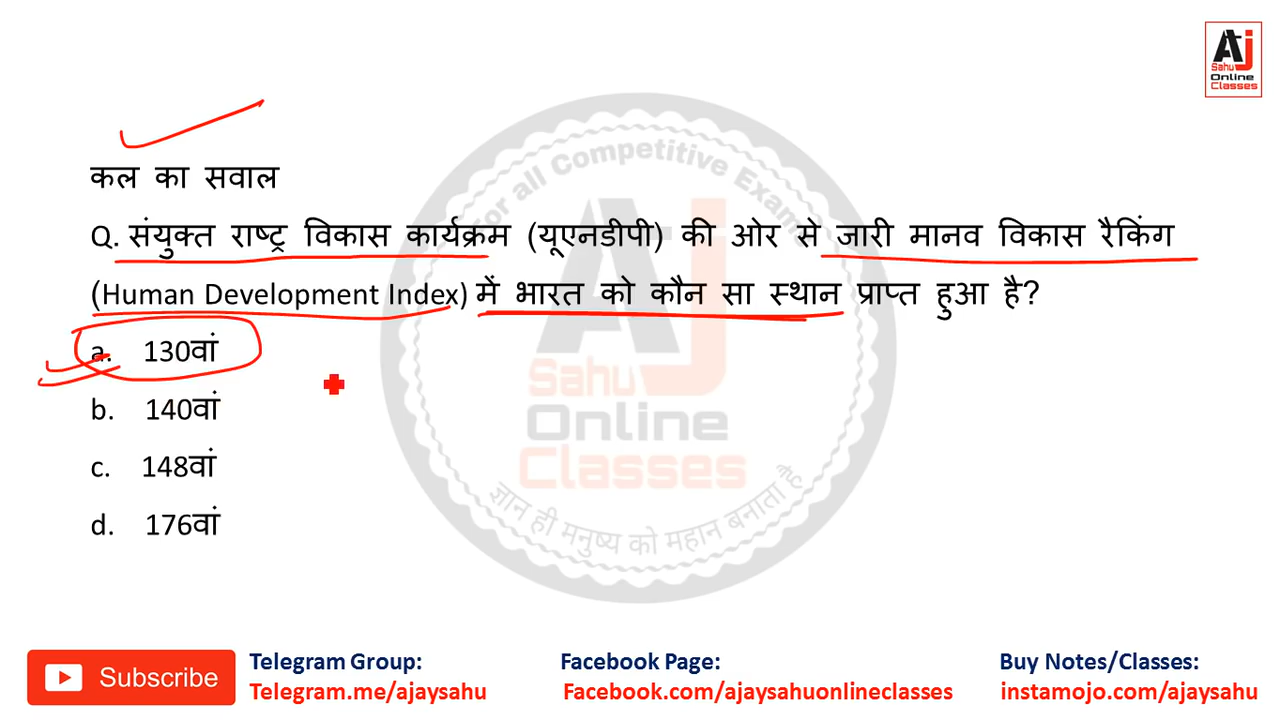 AJ
Sahu
Online
Classes
For all Competitive Exams
कल का सवाल
Q. संयुक्त राष्ट्र विकास कार्यक्रम (यूएनडीपी) की ओर से जारी मानव विकास रैकिंग
(Human Development Index) में भारत को कौन सा स्थान प्राप्त हुआ है?
a. 130वां
b. 140वां
c. 148वां
d. 176वां
AJ
Sahu
Online
Classes
ज्ञान ही मनुष्य को महान बनाता है
Subscribe
Telegram Group:
Telegram.me/ajaysahu
Facebook Page:
Facebook.com/ajaysahuonlineclasses
Buy Notes/Classes:
instamojo.com/ajaysahu